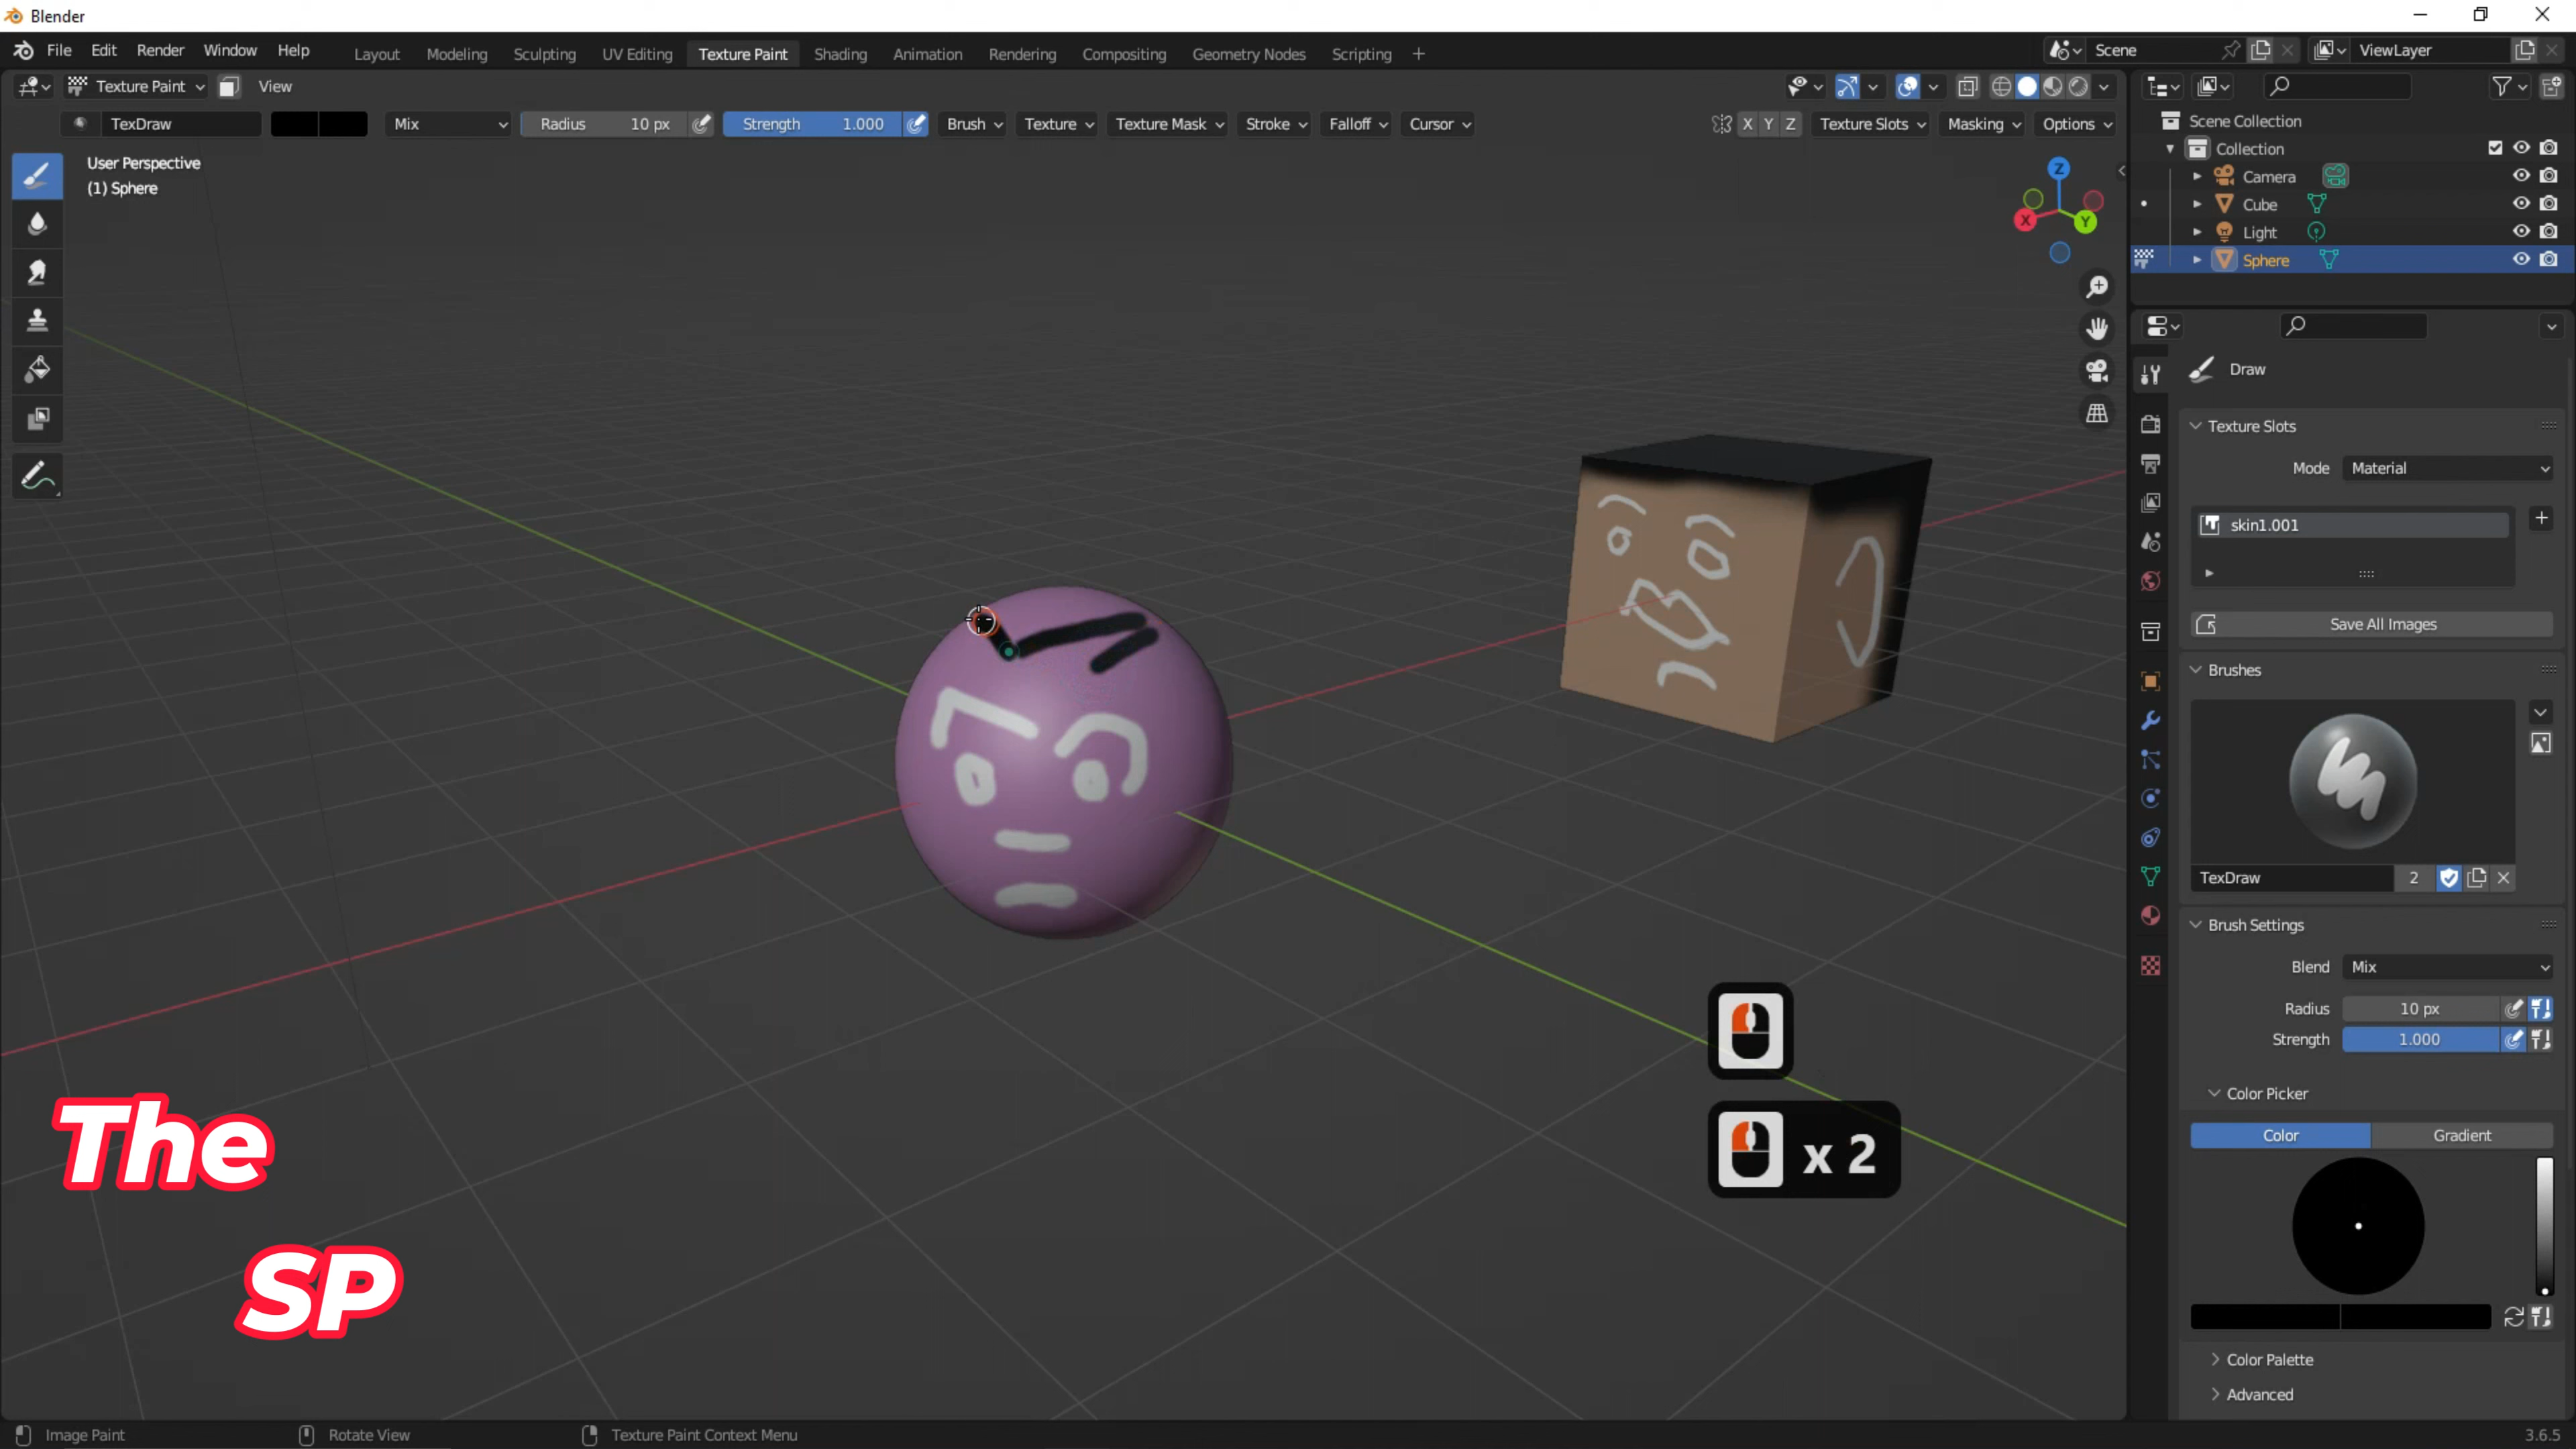 Blender
File Edit Render Window Help Layout Modeling Sculpting UV Editing Texture Paint Shading Animation Rendering Compositing Geometry Nodes Scripting + Scene ViewLayer
Texture Paint View
TexDraw Mix Radius 10 px Strength 1.000 Brush Texture Texture Mask Stroke Falloff Cursor X Y Z Texture Slots Masking Options
User Perspective
(1) Sphere
Z
X
Y
Scene Collection
Collection
Camera
Cube
Light
Sphere
Draw
Texture Slots
Mode Material
skin1.001
Save All Images
Brushes
TexDraw 2
Brush Settings
Blend Mix
Radius 10 px
Strength 1.000
Color Picker
Color Gradient
Color Palette
Advanced
x 2
The
SP
Image Paint Rotate View Texture Paint Context Menu 3.6.5